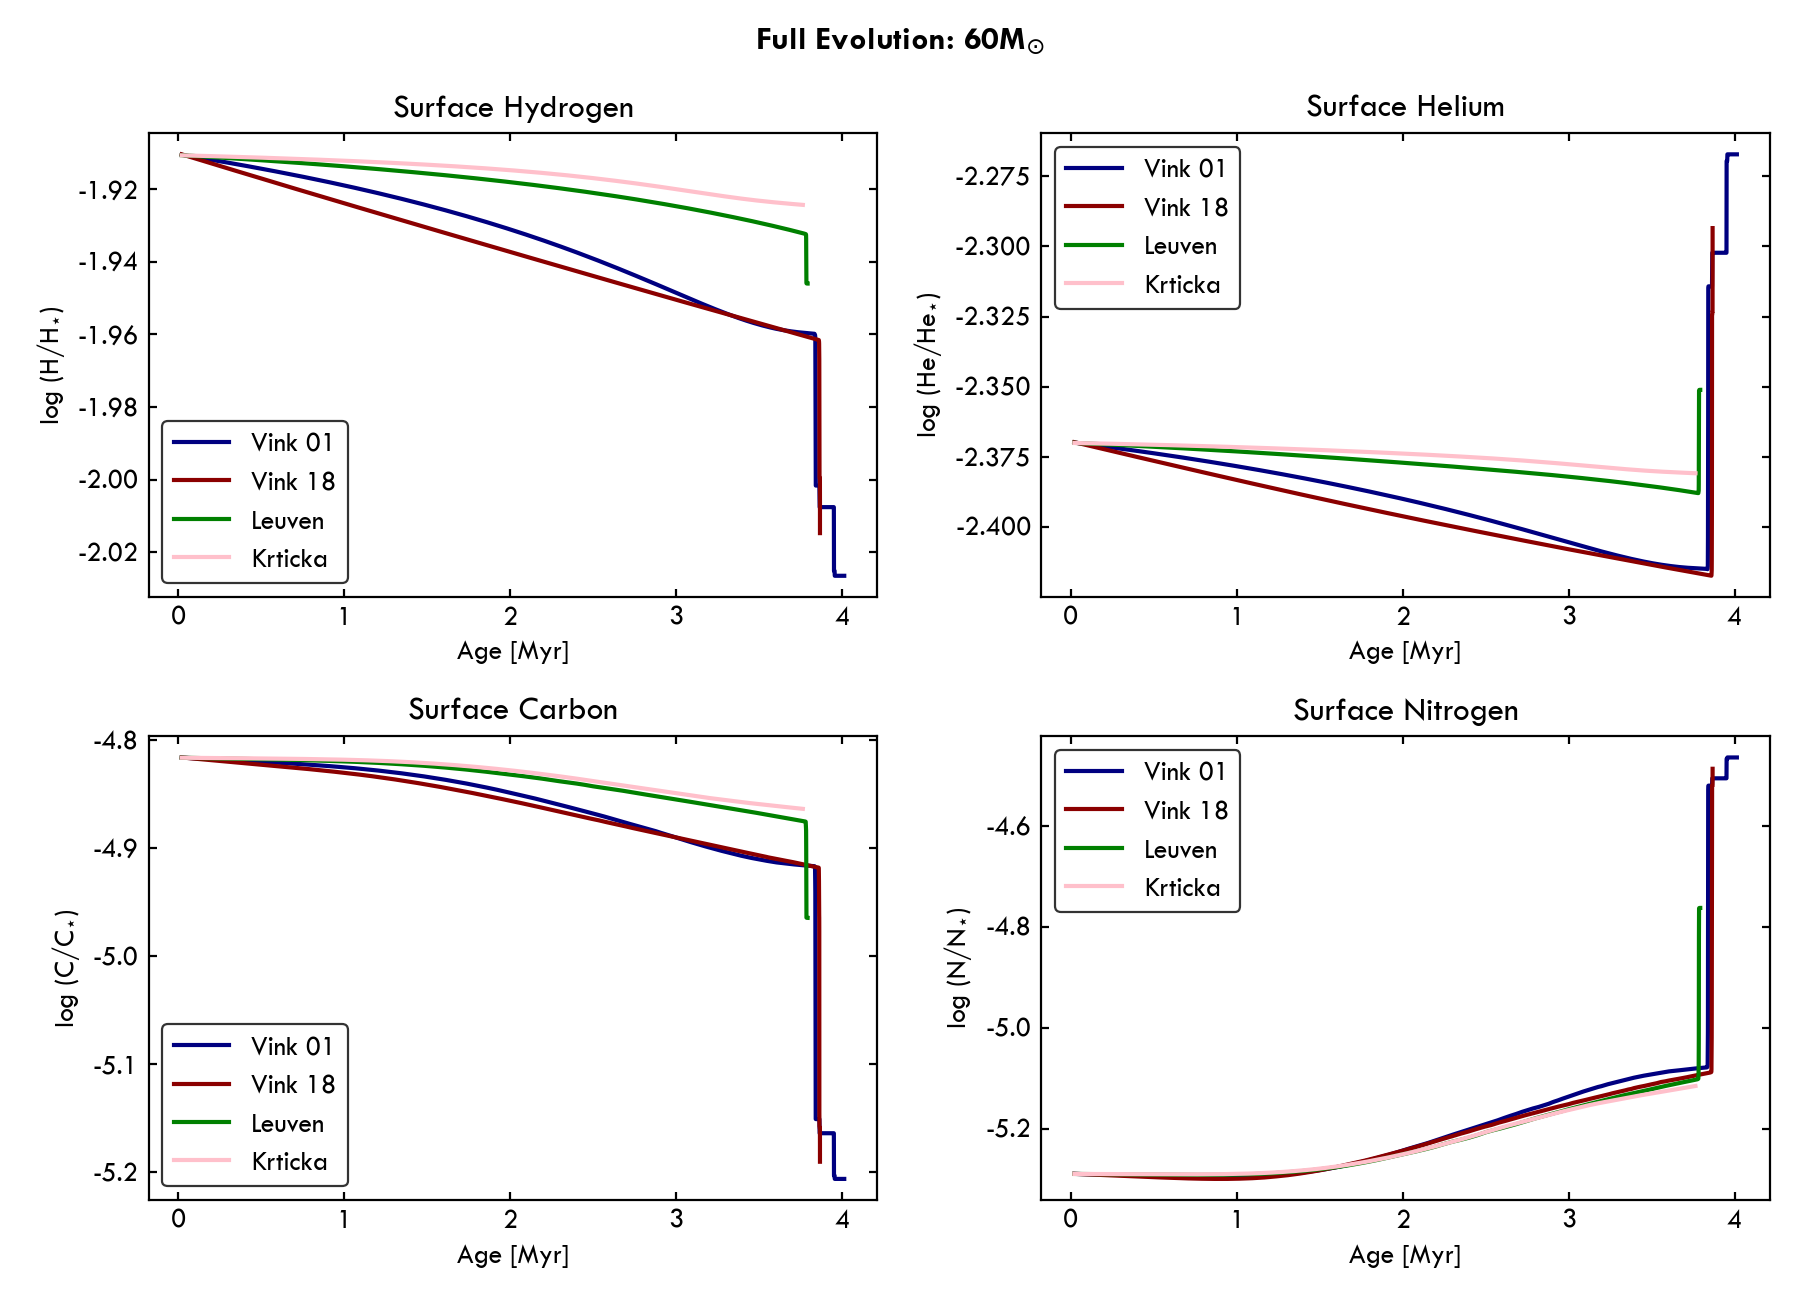 Full Evolution: 60M☉
Surface Hydrogen
log (H/H⋆)
-1.92
-1.94
-1.96
-1.98
-2.00
-2.02
Vink 01
Vink 18
Leuven
Krticka
0 1 2 3 4
Age [Myr]
Surface Helium
log (He/He⋆)
-2.275
-2.300
-2.325
-2.350
-2.375
-2.400
Vink 01
Vink 18
Leuven
Krticka
0 1 2 3 4
Age [Myr]
Surface Carbon
log (C/C⋆)
-4.8
-4.9
-5.0
-5.1
-5.2
Vink 01
Vink 18
Leuven
Krticka
0 1 2 3 4
Age [Myr]
Surface Nitrogen
log (N/N⋆)
-4.6
-4.8
-5.0
-5.2
Vink 01
Vink 18
Leuven
Krticka
0 1 2 3 4
Age [Myr]